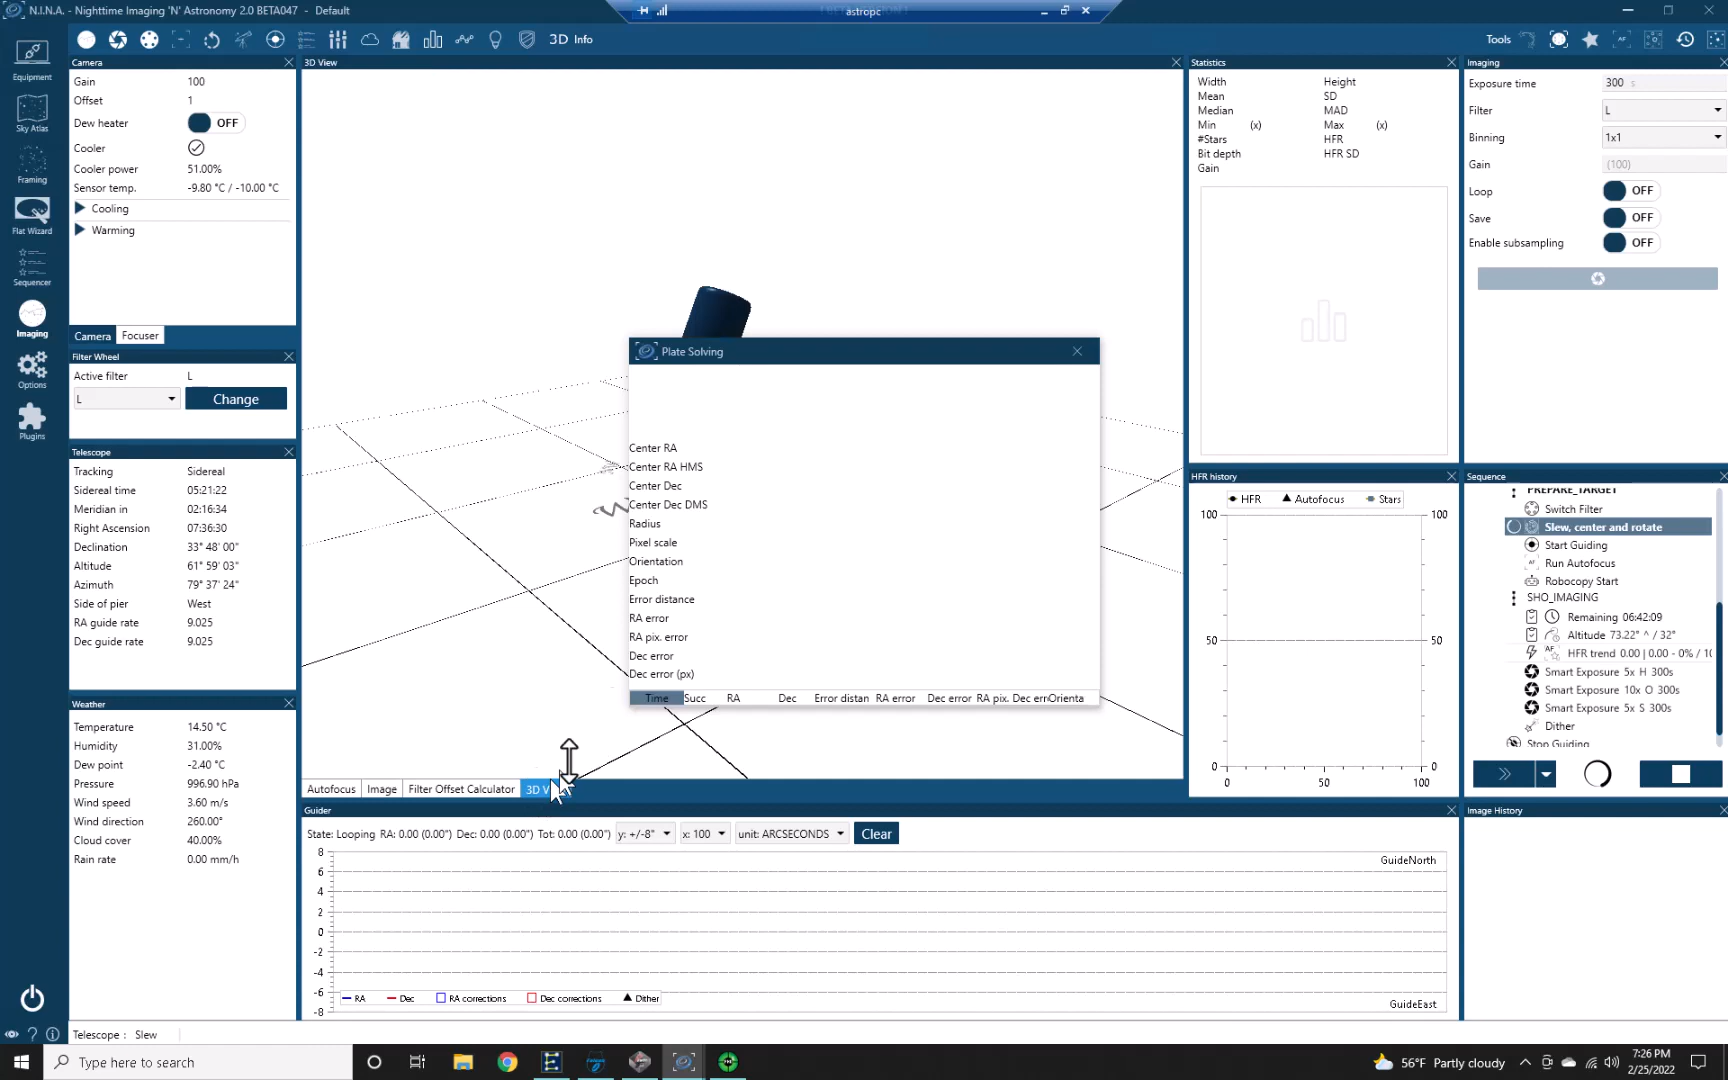 N.I.N.A. - Nighttime Imaging 'N' Astronomy 2.0 BETA047 - Default
astropc
3D Info
Tools
Equipment
Sky Atlas
Framing
Flat Wizard
Sequencer
Imaging
Options
Plugins
Camera
Gain 100
Offset 1
Dew heater OFF
Cooler
Cooler power 51.00%
Sensor temp. -9.80 °C / -10.00 °C
Cooling
Warming
Camera Focuser
Filter Wheel
Active filter L
L Change
Telescope
Tracking Sidereal
Sidereal time 05:21:22
Meridian in 02:16:34
Right Ascension 07:36:30
Declination 33° 48' 00"
Altitude 61° 59' 03"
Azimuth 79° 37' 24"
Side of pier West
RA guide rate 9.025
Dec guide rate 9.025
Weather
Temperature 14.50 °C
Humidity 31.00%
Dew point -2.40 °C
Pressure 996.90 hPa
Wind speed 3.60 m/s
Wind direction 260.00°
Cloud cover 40.00%
Rain rate 0.00 mm/h
3D View
W
Plate Solving
Center RA
Center RA HMS
Center Dec
Center Dec DMS
Radius
Pixel scale
Orientation
Epoch
Error distance
RA error
RA pix. error
Dec error
Dec error (px)
Time Succ RA Dec Error distan RA error Dec error RA pix. Dec err Orienta
Autofocus Image Filter Offset Calculator 3D V
Guider
State: Looping RA: 0.00 (0.00") Dec: 0.00 (0.00") Tot: 0.00 (0.00") y: +/-8" x: 100 unit: ARCSECONDS Clear
8
6
4
2
0
-2
-4
-6
-8
GuideNorth
GuideEast
RA Dec RA corrections Dec corrections Dither
Statistics
Width Height
Mean SD
Median MAD
Min (x) Max (x)
#Stars HFR
Bit depth HFR SD
Gain
HFR history
HFR Autofocus Stars
100 100
50 50
0 0
0 50 100
Imaging
Exposure time 300 s
Filter L
Binning 1x1
Gain (100)
Loop OFF
Save OFF
Enable subsampling OFF
Sequence
PREPARE_TARGET
Switch Filter
Slew, center and rotate
Start Guiding
Run Autofocus
Robocopy Start
SHO_IMAGING
Remaining 06:42:09
Altitude 73.22° ^ / 32°
HFR trend 0.00 | 0.00 - 0% / 10
Smart Exposure 5x H 300s
Smart Exposure 10x O 300s
Smart Exposure 5x S 300s
Dither
Stop Guiding
Image History
Telescope : Slew
Type here to search
56°F Partly cloudy
7:26 PM
2/25/2022